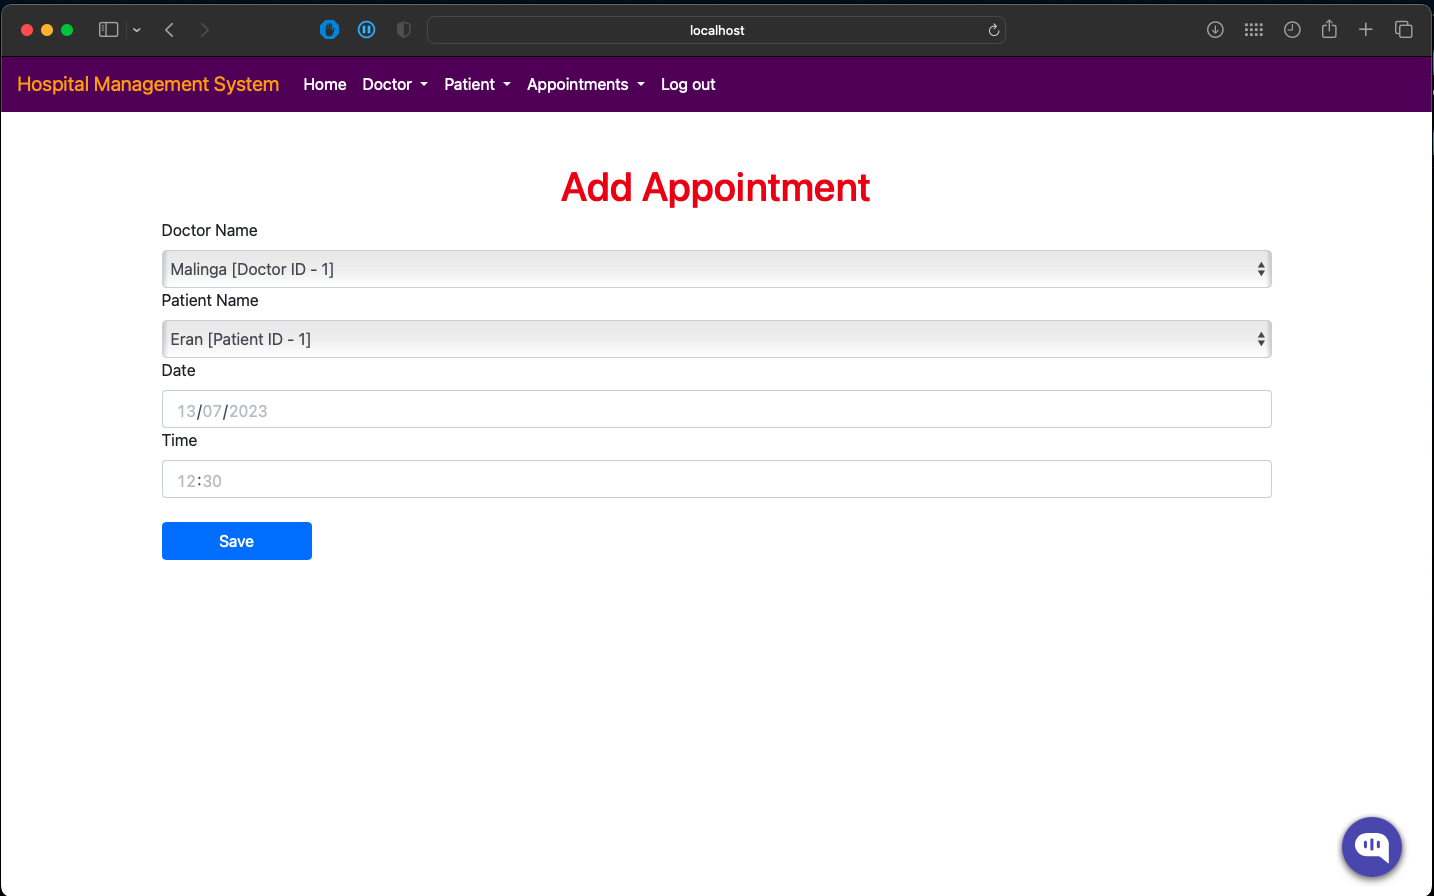 localhost
Hospital Management System Home Doctor Patient Appointments Log out
Add Appointment
Doctor Name
Malinga [Doctor ID - 1]
Patient Name
Eran [Patient ID - 1]
Date
13/07/2023
Time
12:30
Save